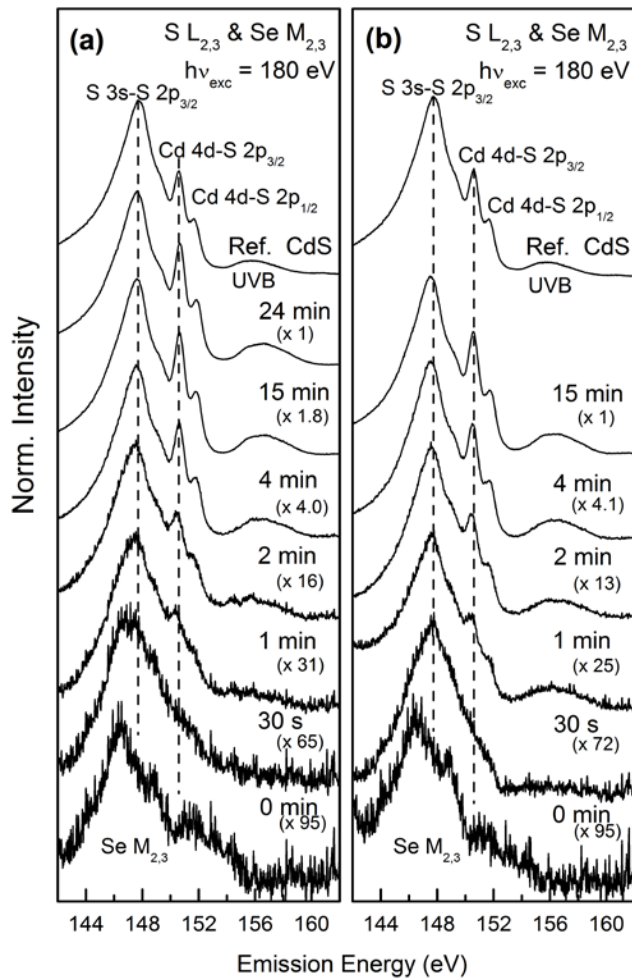 (a) S L2,3 & Se M2,3
hνexc = 180 eV
S 3s-S 2p3/2
Cd 4d-S 2p3/2
Cd 4d-S 2p1/2
Ref. CdS
UVB
24 min
(x 1)
15 min
(x 1.8)
4 min
(x 4.0)
2 min
(x 16)
1 min
(x 31)
30 s
(x 65)
0 min
(x 95)
Se M2,3
144 148 152 156 160
(b) S L2,3 & Se M2,3
hνexc = 180 eV
S 3s-S 2p3/2
Cd 4d-S 2p3/2
Cd 4d-S 2p1/2
Ref. CdS
UVB
15 min
(x 1)
4 min
(x 4.1)
2 min
(x 13)
1 min
(x 25)
30 s
(x 72)
0 min
(x 95)
Se M2,3
144 148 152 156 160
Norm. Intensity
Emission Energy (eV)